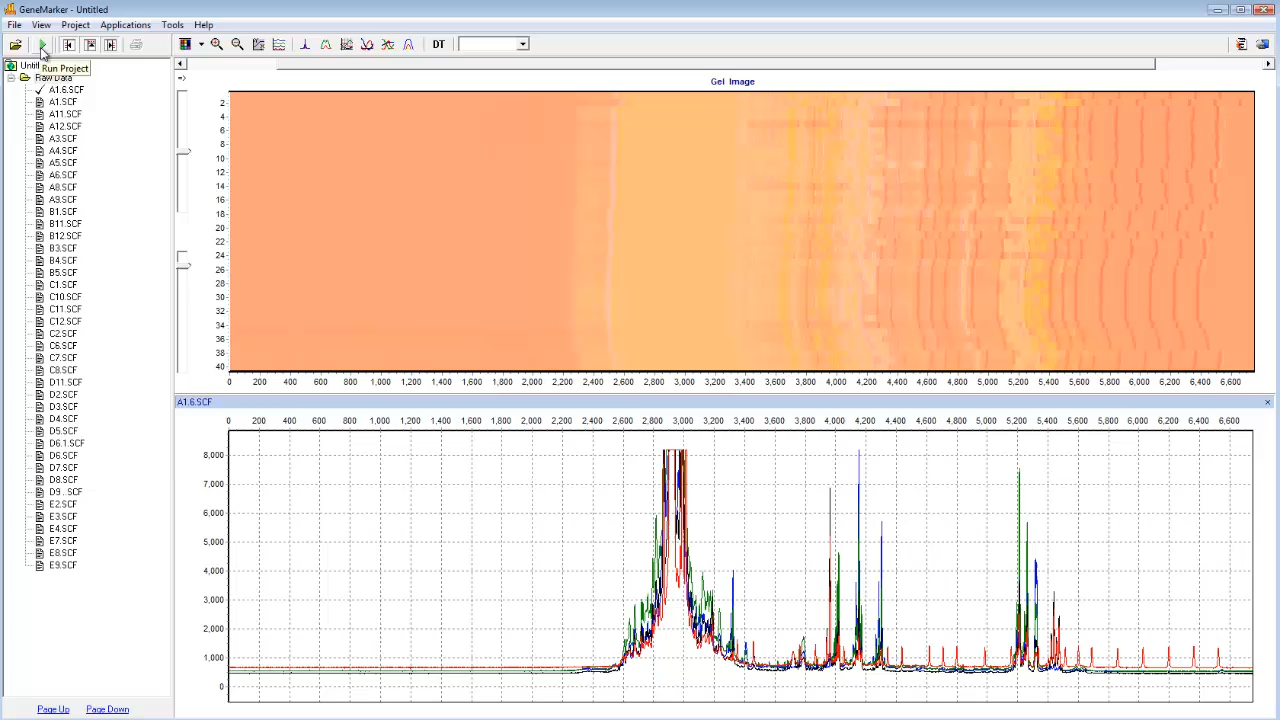 GeneMarker - Untitled
File View Project Applications Tools Help
DT
Run Project
Raw Data
A1.6.SCF
A1.SCF
A11.SCF
A12.SCF
A3.SCF
A4.SCF
A5.SCF
A6.SCF
A8.SCF
A9.SCF
B1.SCF
B11.SCF
B12.SCF
B3.SCF
B4.SCF
B5.SCF
C1.SCF
C10.SCF
C11.SCF
C12.SCF
C2.SCF
C6.SCF
C7.SCF
C8.SCF
D11.SCF
D2.SCF
D3.SCF
D4.SCF
D5.SCF
D6.1.SCF
D6.SCF
D7.SCF
D8.SCF
D9 .SCF
E2.SCF
E3.SCF
E4.SCF
E7.SCF
E8.SCF
E9.SCF
Page Up Page Down
Gel Image
2
4
6
8
10
12
14
16
18
20
22
24
26
28
30
32
34
36
38
40
0 200 400 600 800 1,000 1,200 1,400 1,600 1,800 2,000 2,200 2,400 2,600 2,800 3,000 3,200 3,400 3,600 3,800 4,000 4,200 4,400 4,600 4,800 5,000 5,200 5,400 5,600 5,800 6,000 6,200 6,400 6,600
A1.6.SCF
0 200 400 600 800 1,000 1,200 1,400 1,600 1,800 2,000 2,200 2,400 2,600 2,800 3,000 3,200 3,400 3,600 3,800 4,000 4,200 4,400 4,600 4,800 5,000 5,200 5,400 5,600 5,800 6,000 6,200 6,400 6,600
8,000
7,000
6,000
5,000
4,000
3,000
2,000
1,000
0